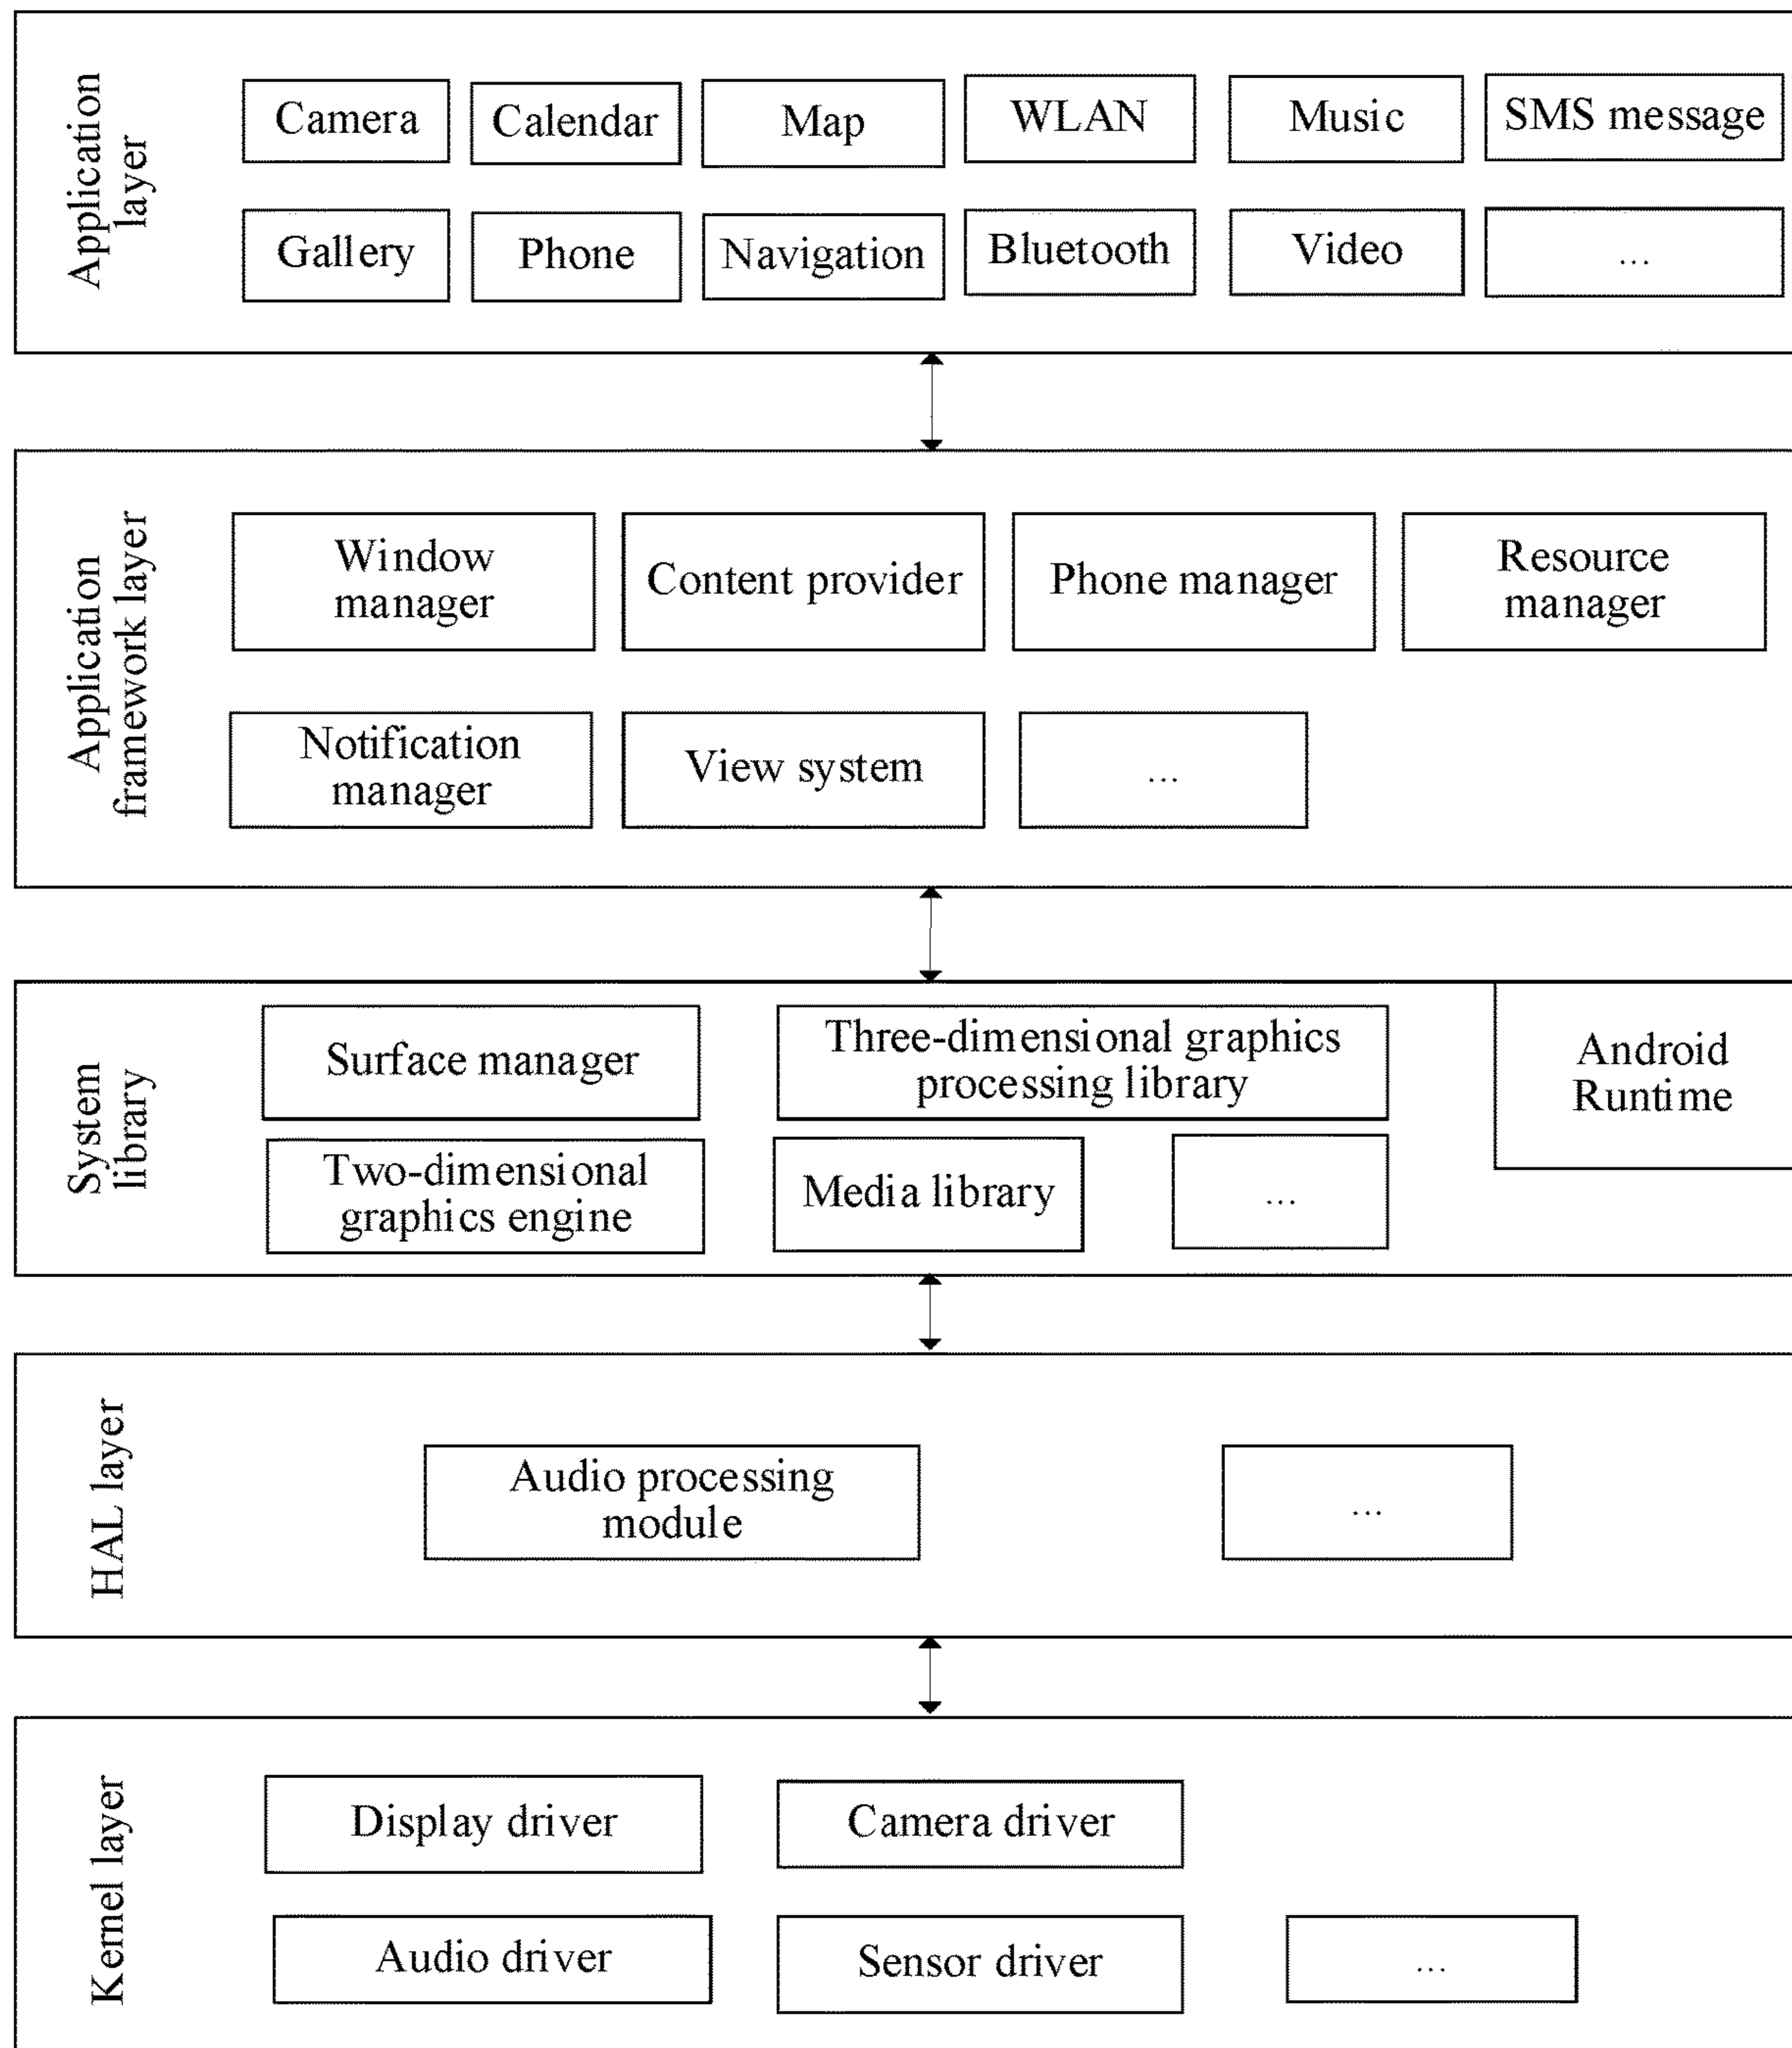 Application
layer
Camera
Calendar
Map
WLAN
Music
SMS message
Gallery
Phone
Navigation
Bluetooth
Video
...
Application
framework layer
Window
manager
Content provider
Phone manager
Resource
manager
Notification
manager
View system
...
System
library
Surface manager
Three-dimensional graphics
processing library
Android
Runtime
Two-dimensional
graphics engine
Media library
...
HAL layer
Audio processing
module
...
Kernel layer
Display driver
Camera driver
Audio driver
Sensor driver
...